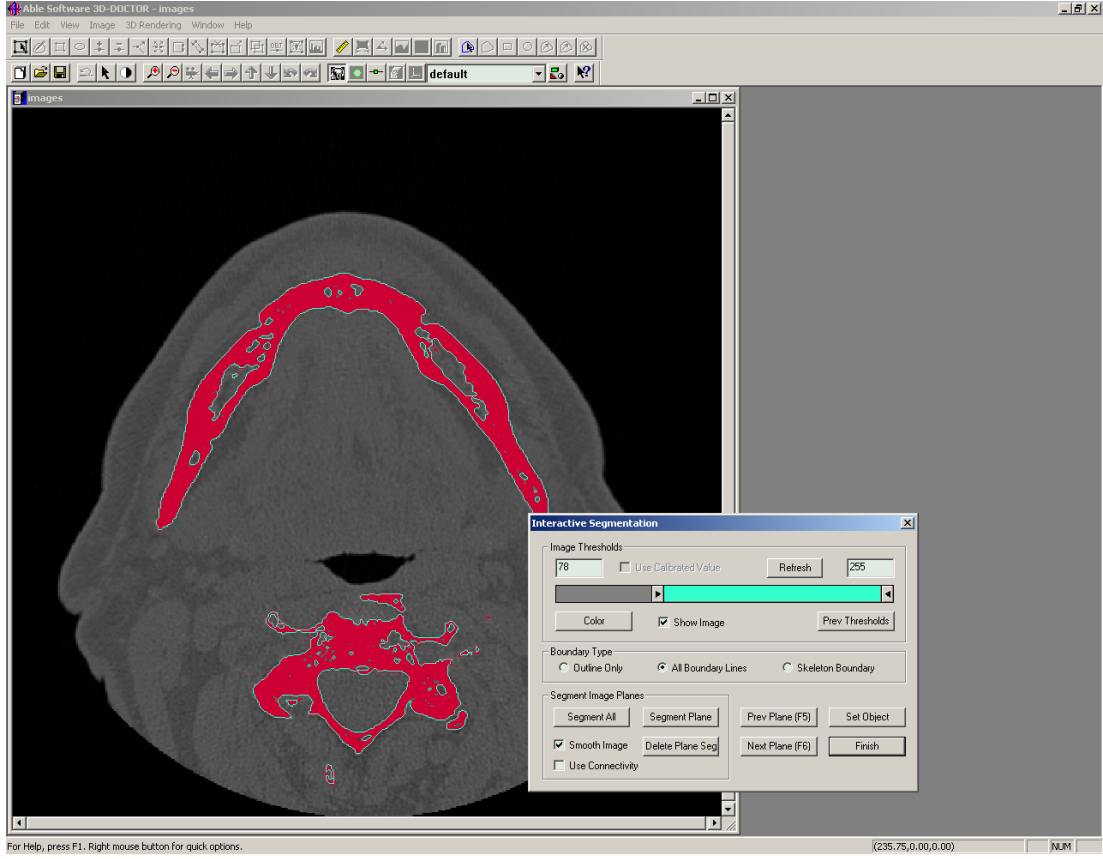 Able Software 3D-DOCTOR - images
File Edit View Image 3D Rendering Window Help
default
images
Interactive Segmentation
Image Thresholds
78 Use Calibrated Value Refresh 255
Color Show Image Prev Thresholds
Boundary Type
Outline Only All Boundary Lines Skeleton Boundary
Segment Image Planes
Segment All Segment Plane Prev Plane (F5) Set Object
Smooth Image Delete Plane Seg Next Plane (F6) Finish
Use Connectivity
For Help, press F1. Right mouse button for quick options. (235.75,0.00,0.00) NUM